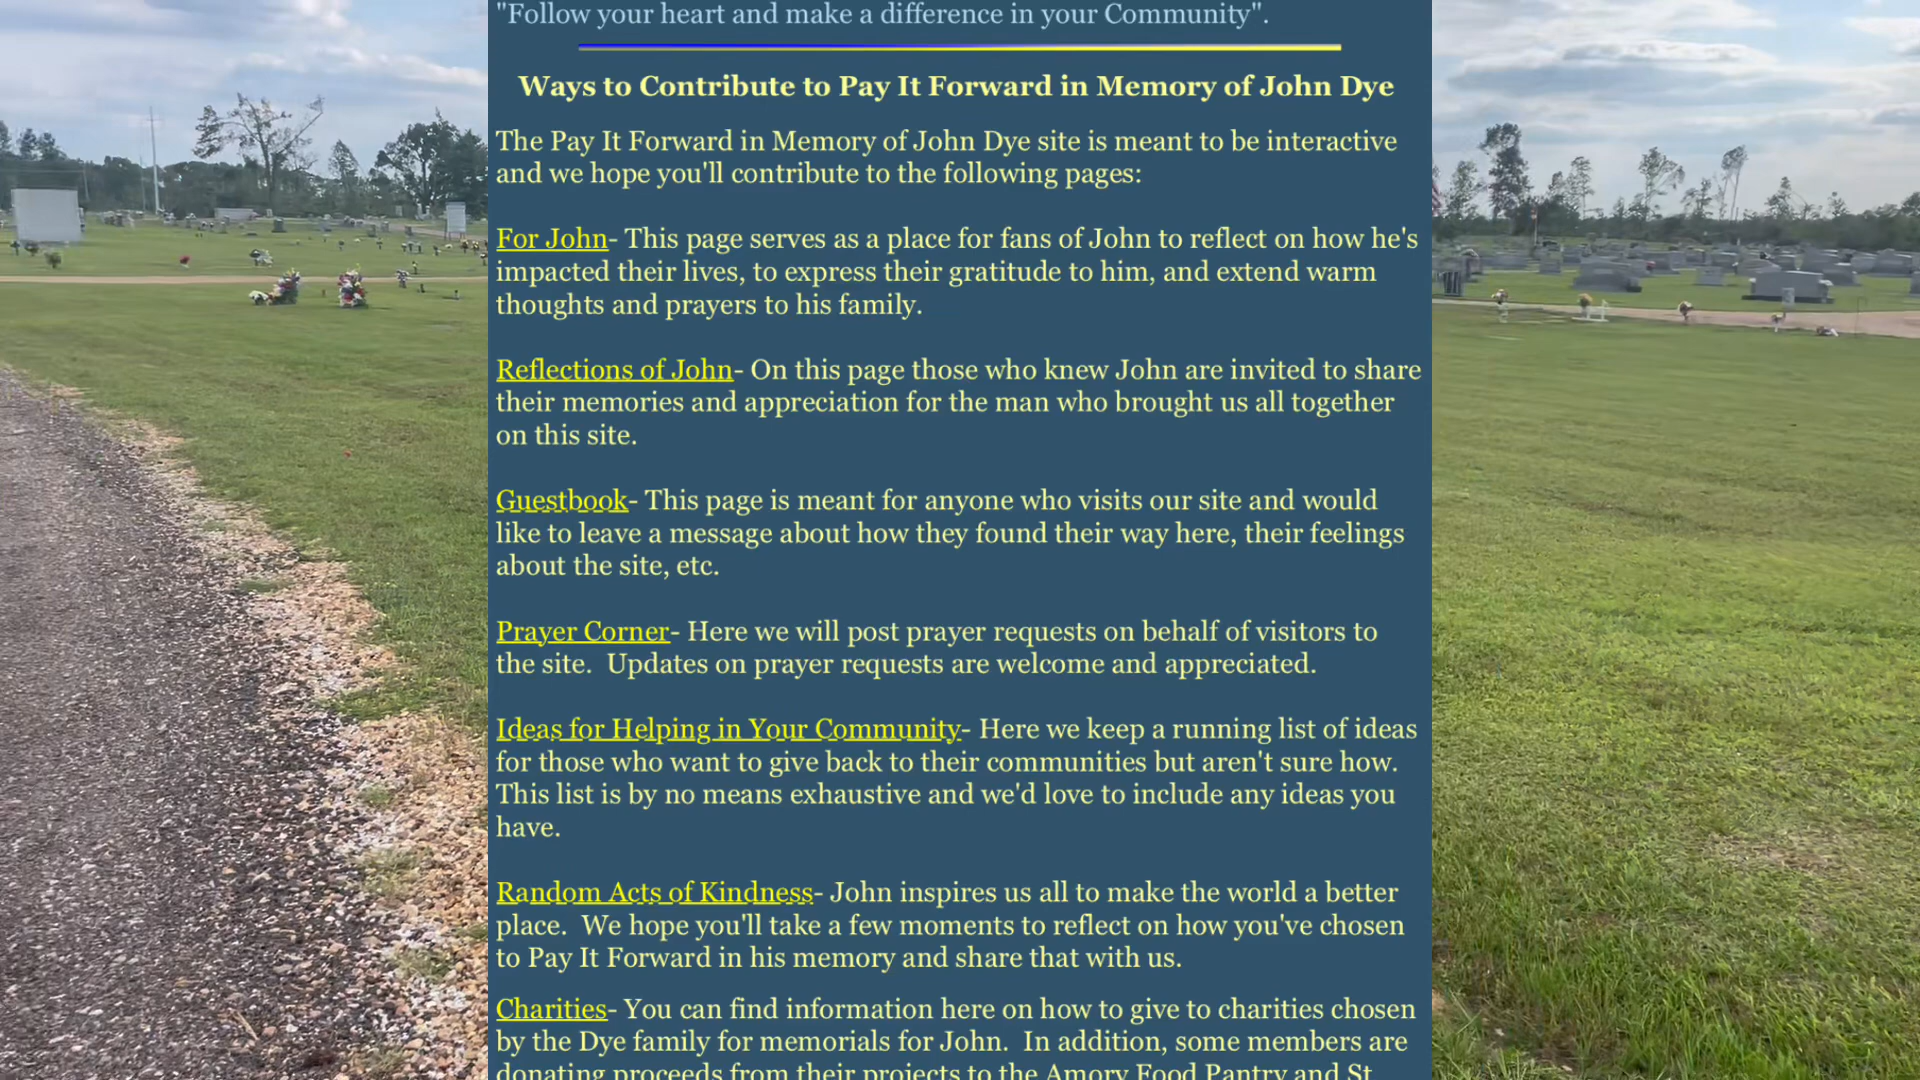 "Follow your heart and make a difference in your Community".
Ways to Contribute to Pay It Forward in Memory of John Dye
The Pay It Forward in Memory of John Dye site is meant to be interactive
and we hope you'll contribute to the following pages:
For John- This page serves as a place for fans of John to reflect on how he's
impacted their lives, to express their gratitude to him, and extend warm
thoughts and prayers to his family.
Reflections of John- On this page those who knew John are invited to share
their memories and appreciation for the man who brought us all together
on this site.
Guestbook- This page is meant for anyone who visits our site and would
like to leave a message about how they found their way here, their feelings
about the site, etc.
Prayer Corner- Here we will post prayer requests on behalf of visitors to
the site.  Updates on prayer requests are welcome and appreciated.
Ideas for Helping in Your Community- Here we keep a running list of ideas
for those who want to give back to their communities but aren't sure how.
This list is by no means exhaustive and we'd love to include any ideas you
have.
Random Acts of Kindness- John inspires us all to make the world a better
place.  We hope you'll take a few moments to reflect on how you've chosen
to Pay It Forward in his memory and share that with us.
Charities- You can find information here on how to give to charities chosen
by the Dye family for memorials for John.  In addition, some members are
donating proceeds from their projects to the Amory Food Pantry and St.